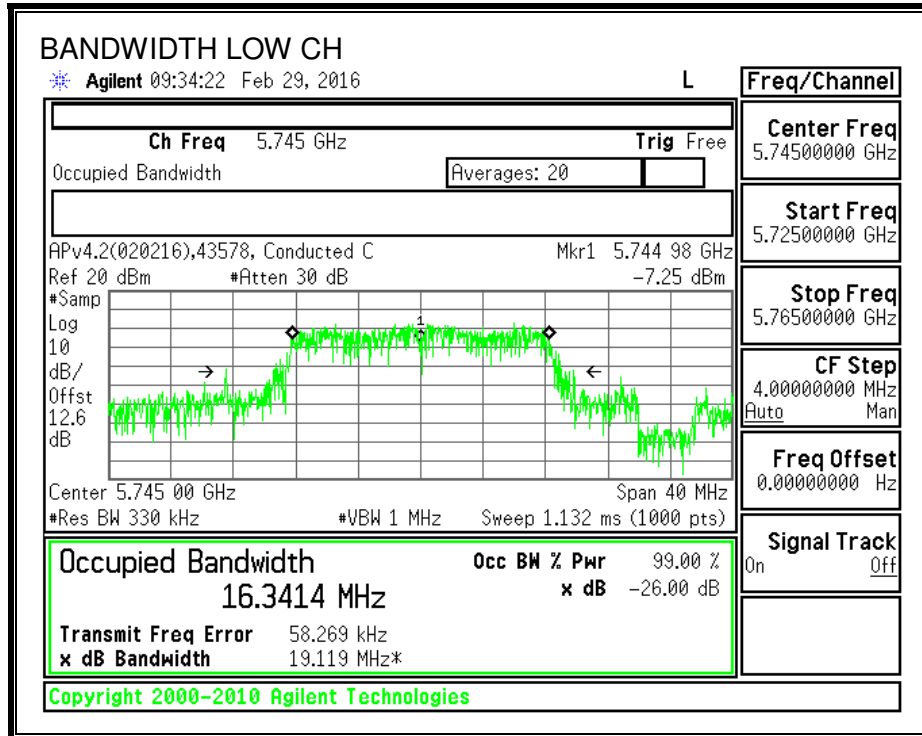 BANDWIDTH LOW CH
Agilent 09:34:22 Feb 29, 2016 L
Ch Freq 5.745 GHz Trig Free
Occupied Bandwidth Averages: 20
APv4.2(020216),43578, Conducted C Mkr1 5.744 98 GHz
Ref 20 dBm #Atten 30 dB -7.25 dBm
#Samp
Log
10
dB/
Offst
12.6
dB
1
Center 5.745 00 GHz Span 40 MHz
#Res BW 330 kHz #VBW 1 MHz Sweep 1.132 ms (1000 pts)
Occupied Bandwidth Occ BW % Pwr 99.00 %
16.3414 MHz x dB -26.00 dB
Transmit Freq Error 58.269 kHz
x dB Bandwidth 19.119 MHz*
Copyright 2000-2010 Agilent Technologies
Freq/Channel
Center Freq
5.74500000 GHz
Start Freq
5.72500000 GHz
Stop Freq
5.76500000 GHz
CF Step
4.00000000 MHz
Auto Man
Freq Offset
0.00000000 Hz
Signal Track
On Off